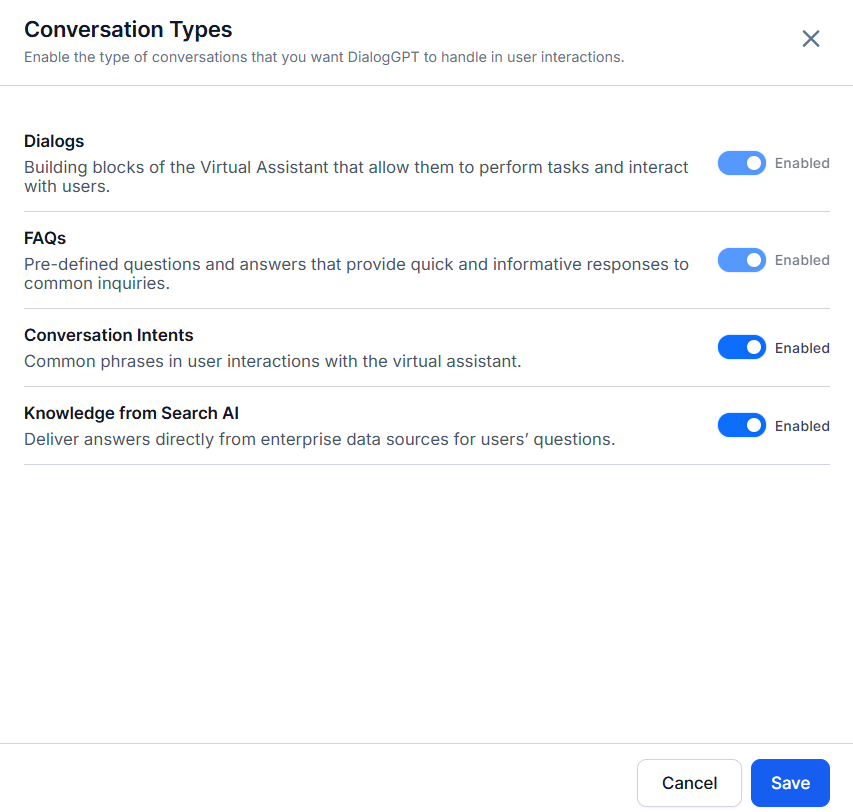 Conversation Types
Enable the type of conversations that you want DialogGPT to handle in user interactions.
Dialogs
Building blocks of the Virtual Assistant that allow them to perform tasks and interact
with users.
Enabled
FAQs
Pre-defined questions and answers that provide quick and informative responses to
common inquiries.
Enabled
Conversation Intents
Common phrases in user interactions with the virtual assistant.
Enabled
Knowledge from Search AI
Deliver answers directly from enterprise data sources for users’ questions.
Enabled
Cancel
Save